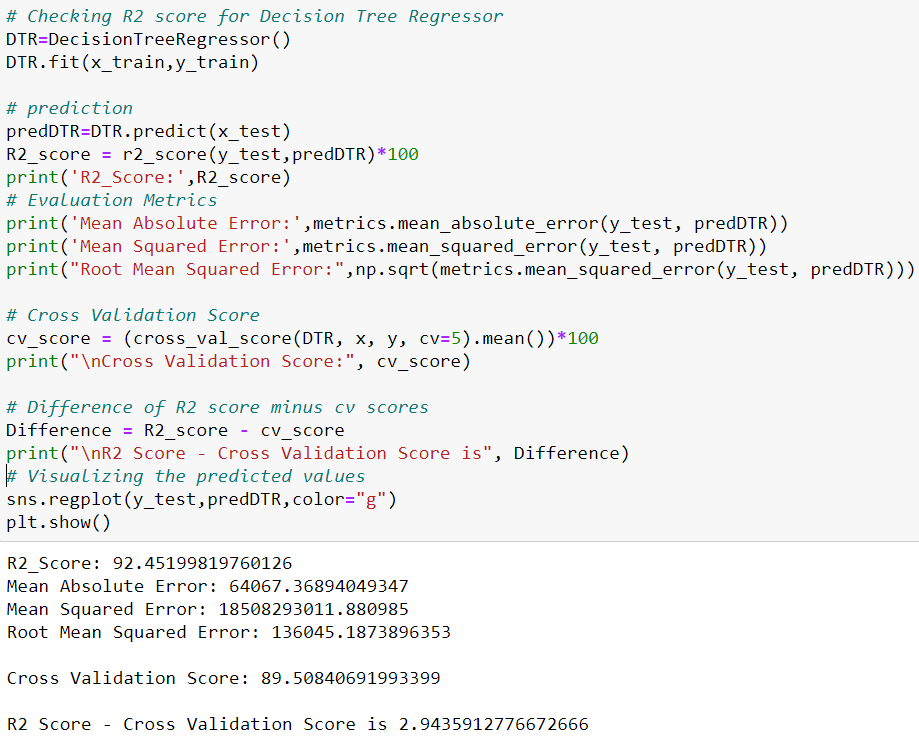 # Checking R2 score for Decision Tree Regressor
DTR=DecisionTreeRegressor()
DTR.fit(x_train,y_train)
# prediction
predDTR=DTR.predict(x_test)
R2_score = r2_score(y_test,predDTR)*100
print('R2_Score:',R2_score)
# Evaluation Metrics
print('Mean Absolute Error:',metrics.mean_absolute_error(y_test, predDTR))
print('Mean Squared Error:',metrics.mean_squared_error(y_test, predDTR))
print("Root Mean Squared Error:",np.sqrt(metrics.mean_squared_error(y_test, predDTR)))
# Cross Validation Score
cv_score = (cross_val_score(DTR, x, y, cv=5).mean())*100
print("\nCross Validation Score:", cv_score)
# Difference of R2 score minus cv scores
Difference = R2_score - cv_score
print("\nR2 Score - Cross Validation Score is", Difference)
# Visualizing the predicted values
sns.regplot(y_test,predDTR,color="g")
plt.show()
R2_Score: 92.45199819760126
Mean Absolute Error: 64067.36894049347
Mean Squared Error: 18508293011.880985
Root Mean Squared Error: 136045.1873896353
Cross Validation Score: 89.50840691993399
R2 Score - Cross Validation Score is 2.9435912776672666